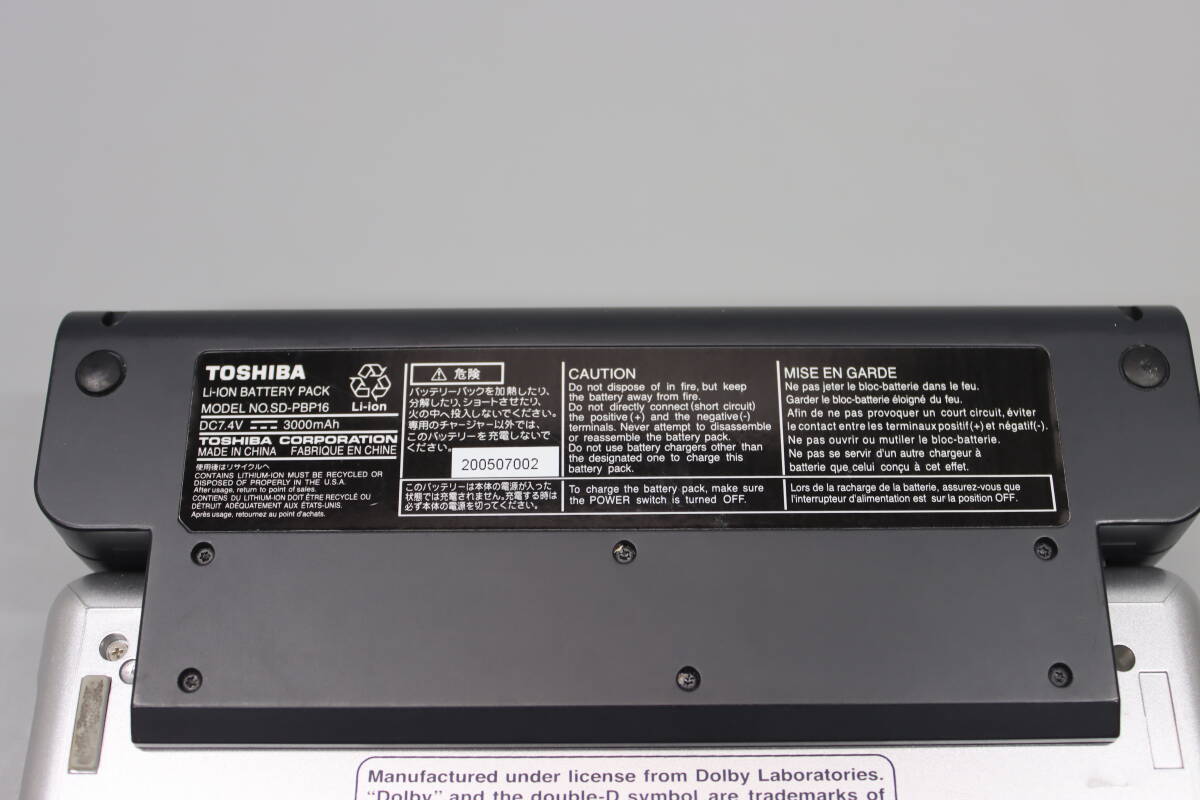 TOSHIBA
Li-ION BATTERY PACK
MODEL NO.SD-PBP16
Li-ion
DC7.4V 3000mAh
TOSHIBA CORPORATION
MADE IN CHINA FABRIQUE EN CHINE
使用後はリサイクルへ
CONTAINS LITHIUM-ION MUST BE RECYCLED OR
DISPOSED OF PROPERLY IN THE U.S.A.
After usage, return to point of sales.
CONTIENS DU LITHIUM-ION DOIT ÊTRE RECYCLÉ OU
DÉTRUIT ADÉQUATEMENT AUX ÉTATS-UNIS.
Après usage, retournez au point d'achats.
⚠ 危険
バッテリーパックを加熱したり、
分解したり、ショートさせたり、
火の中へ投入しないでください。
専用のチャージャー以外では、
このバッテリーを充電しないで
ください。
200507002
このバッテリーは本体の電源が入った
状態では充電されません。充電する時は
必ず本体の電源を切ってください。
CAUTION
Do not dispose of in fire, but keep
the battery away from fire.
Do not directly connect (short circuit)
the positive (+) and the negative(-)
terminals. Never attempt to disassemble
or reassemble the battery pack.
Do not use battery chargers other than
the designated one to charge this
battery pack.
To charge the battery pack, make sure
the POWER switch is turned OFF.
MISE EN GARDE
Ne pas jeter le bloc-batterie dans le feu.
Garder le bloc-batterie éloigné du feu.
Afin de ne pas provoquer un court circuit, éviter
le contact entre les terminaux positif(+) et négatif(-).
Ne pas ouvrir ou mutiler le bloc-batterie.
Ne pas se servir d'un autre chargeur à
batterie que celui conçu à cet effet.
Lors de la racharge de la batterie, assurez-vous que
l'interrupteur d'alimentation est sur la position OFF.
Manufactured under license from Dolby Laboratories.
"Dolby" and the double-D symbol are trademarks of